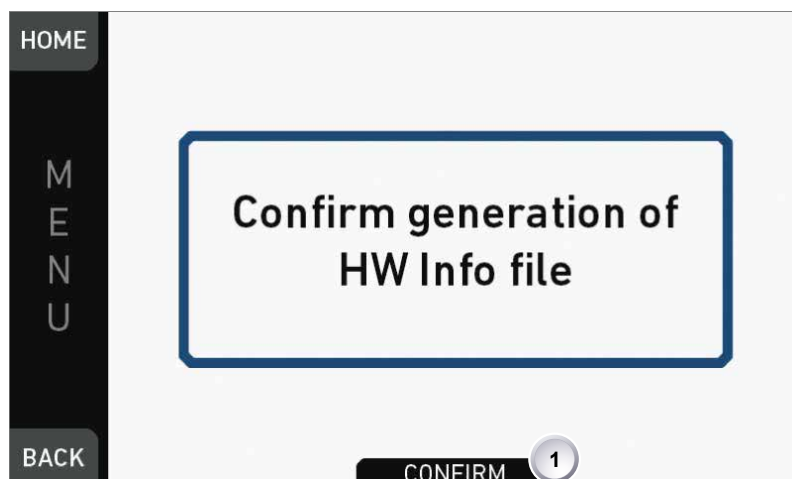 HOME
M
E
N
U
Confirm generation of
HW Info file
BACK
CONFIRM
1